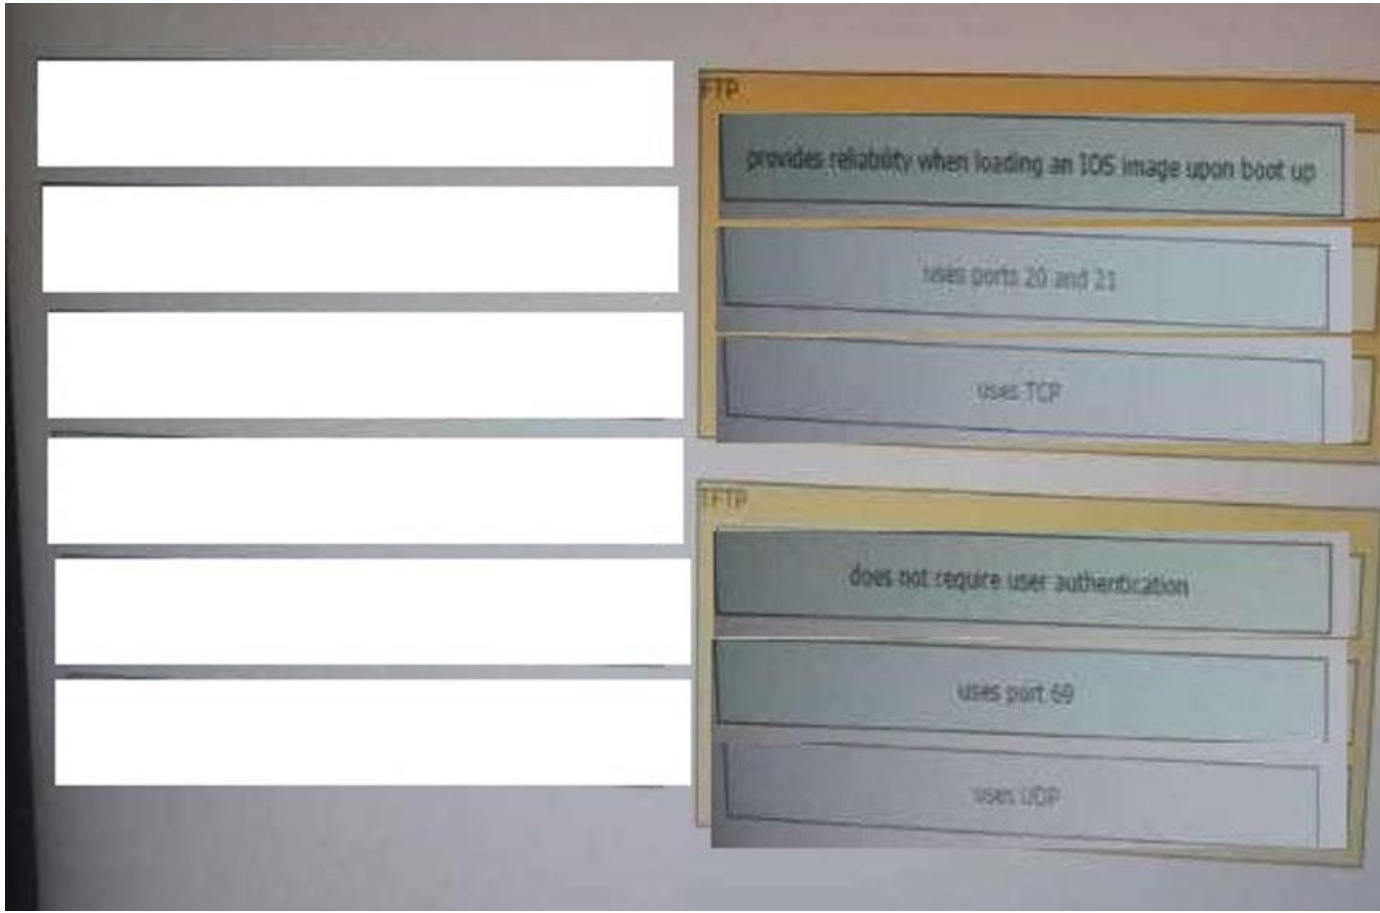 FTP
provides reliability when loading an IOS image upon boot up
uses ports 20 and 21
uses TCP
TFTP
does not require user authentication
uses port 69
uses UDP